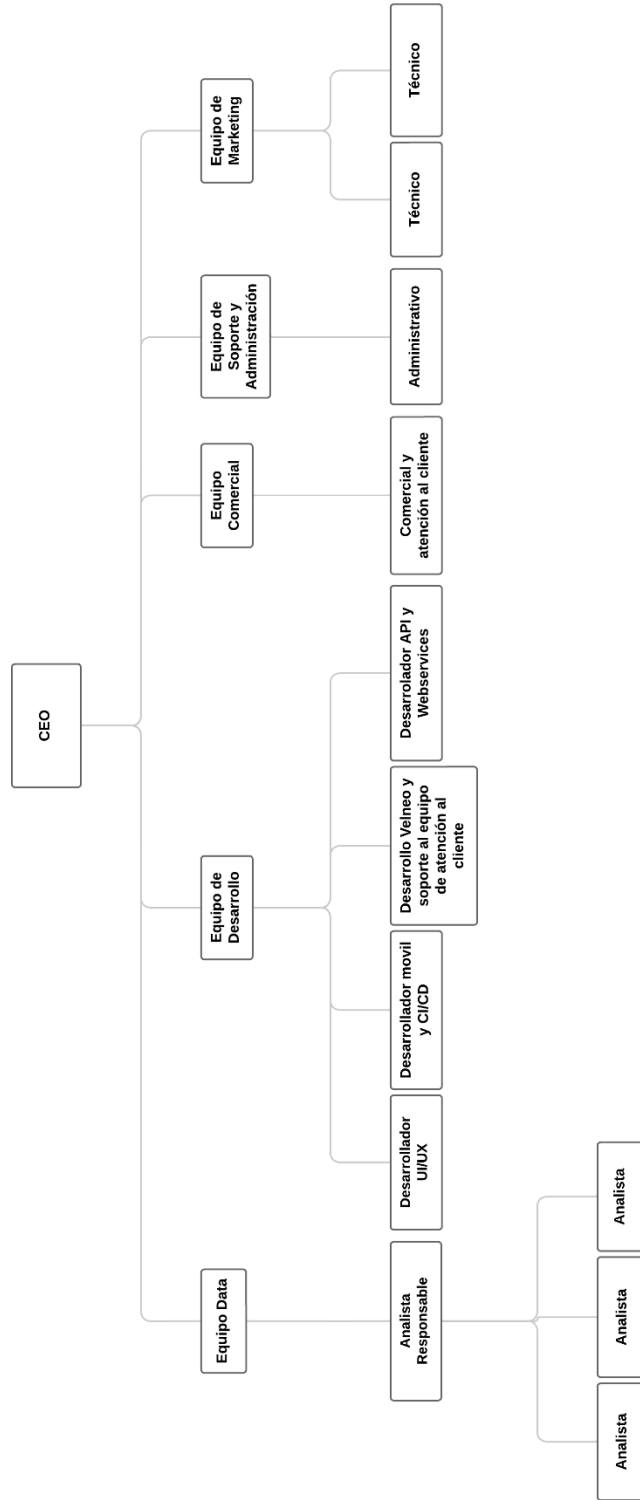 CEO
Equipo Data
Equipo de
Desarrollo
Equipo
Comercial
Equipo de
Soporte y
Administración
Equipo de
Marketing
Analista
Responsable
Desarrollador
UI/UX
Desarrollador movil
y CI/CD
Desarrollo Velneo y
soporte al equipo
de atención al
cliente
Desarrolador API y
Webservices
Comercial y
atención al cliente
Administrativo
Técnico
Técnico
Analista
Analista
Analista